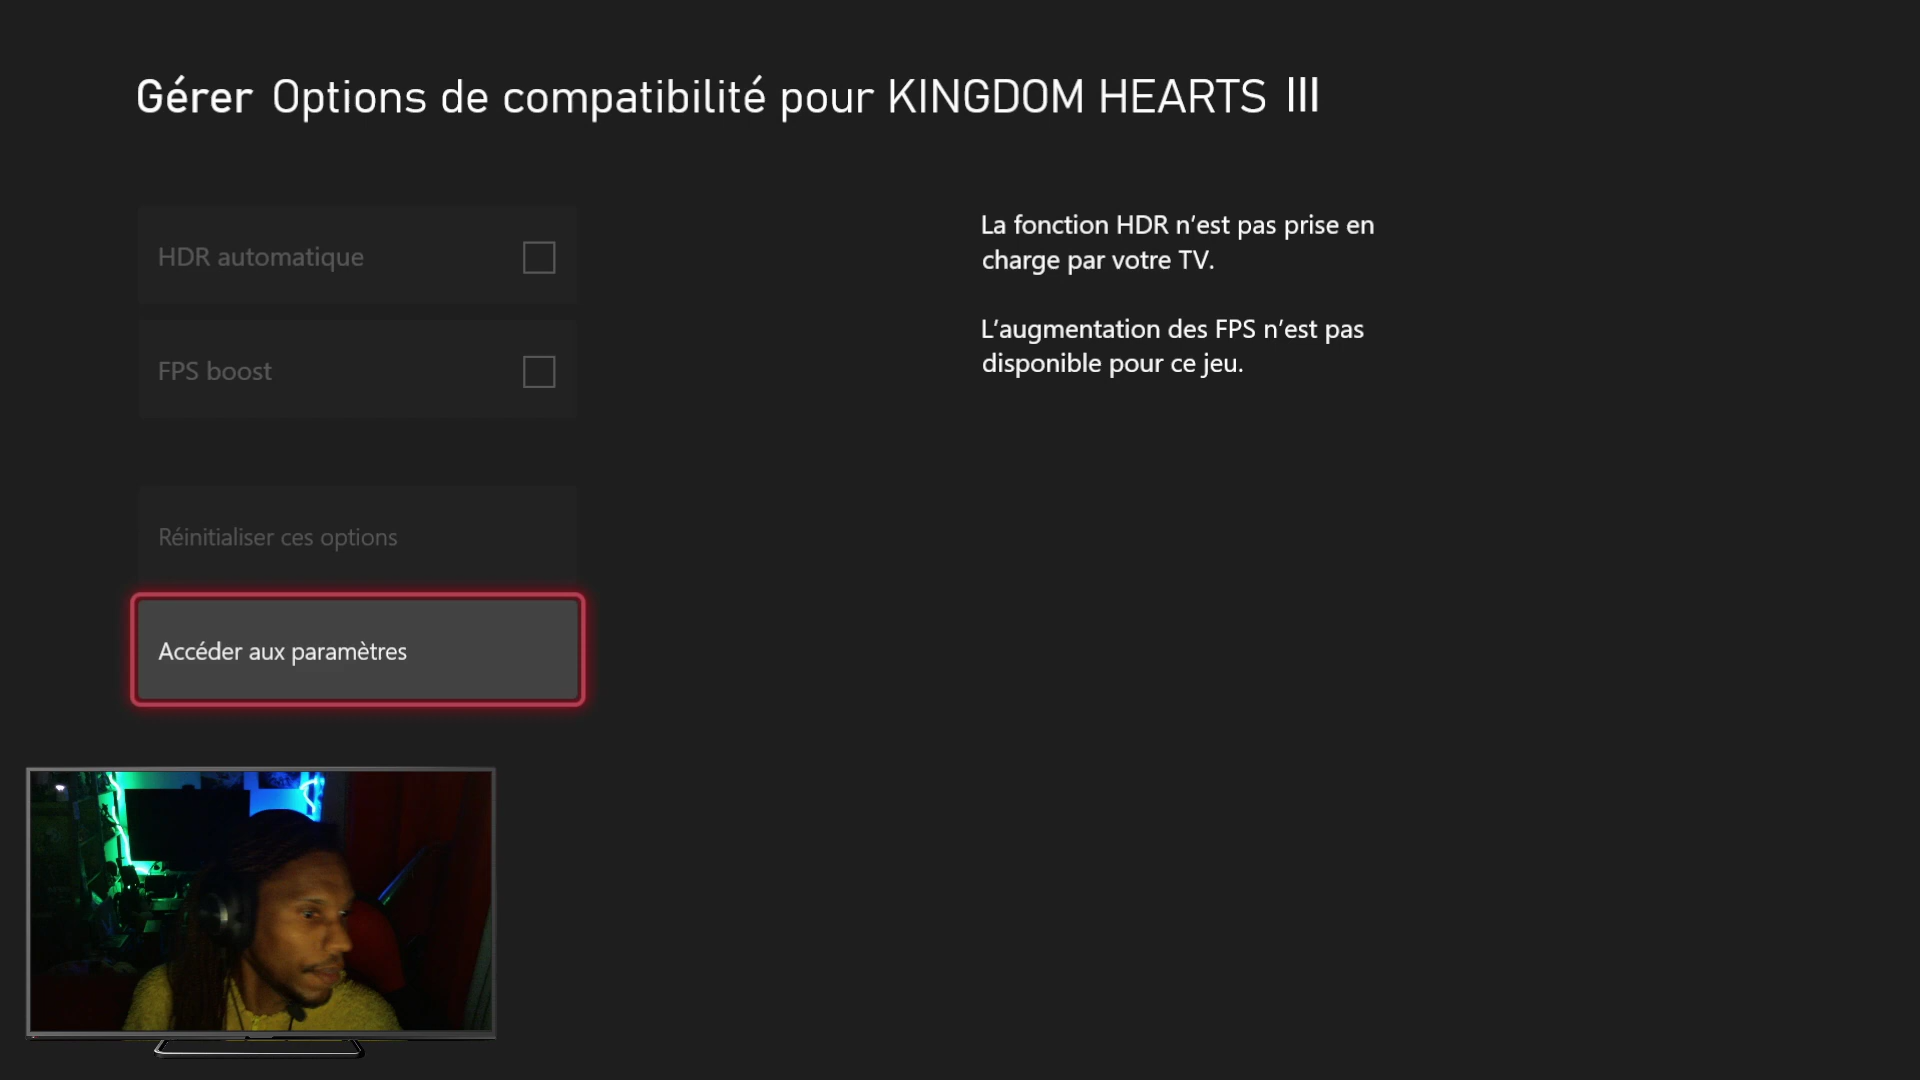 Gérer Options de compatibilité pour KINGDOM HEARTS III
HDR automatique
FPS boost
Réinitialiser ces options
Accéder aux paramètres
La fonction HDR n’est pas prise en
charge par votre TV.
L’augmentation des FPS n’est pas
disponible pour ce jeu.